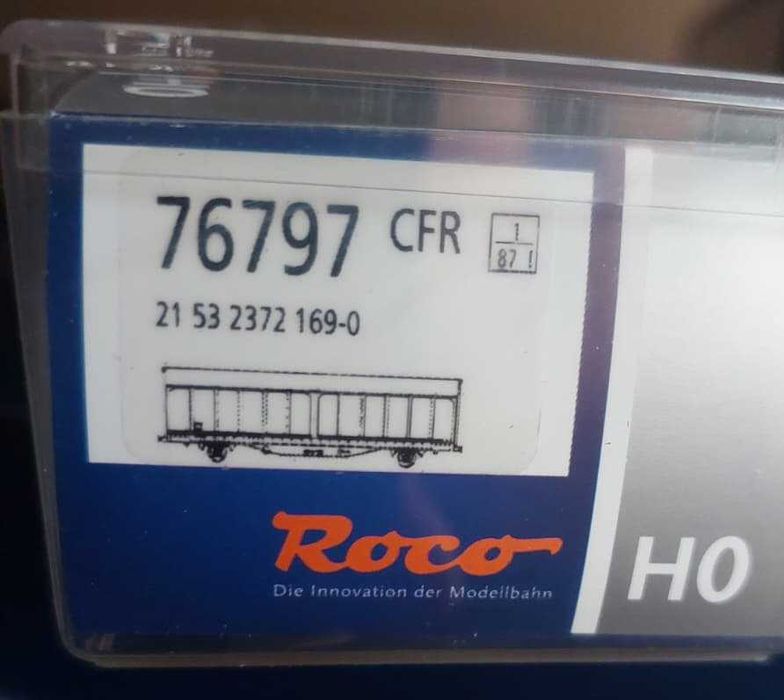 76797 CFR 1
87
21 53 2372 169-0
Roco
Die Innovation der Modellbahn
H0